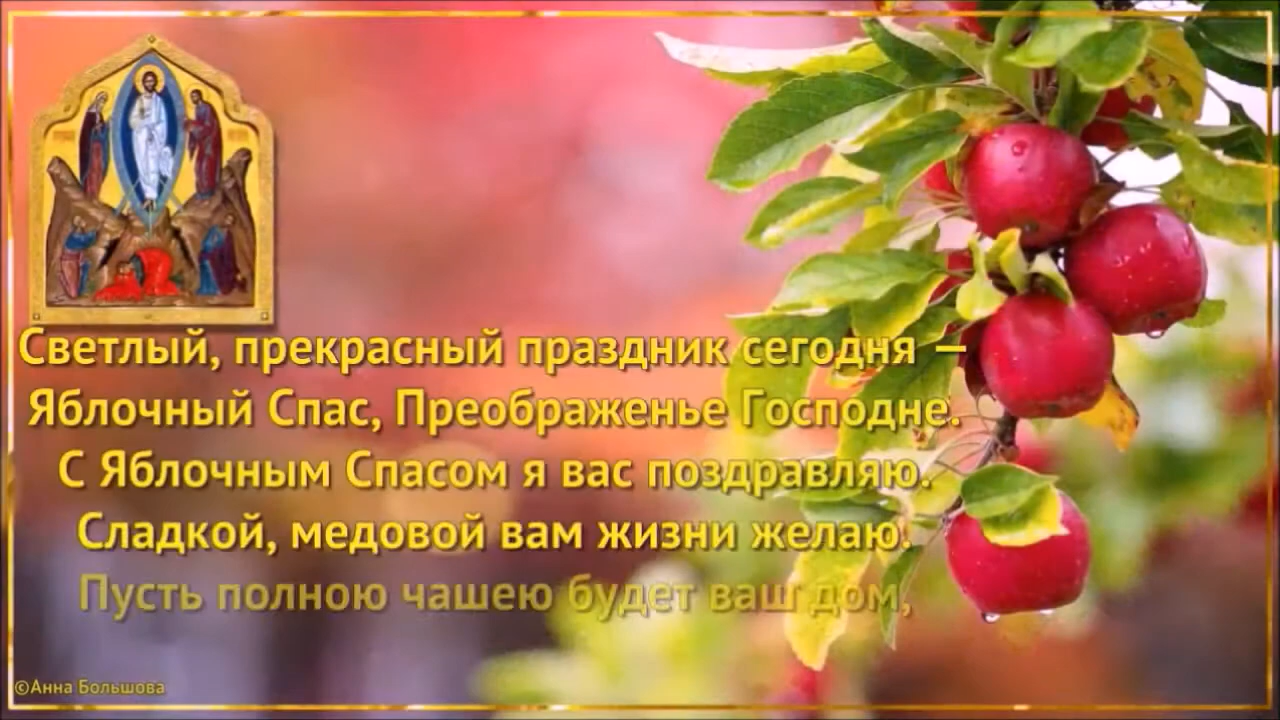 Светлый, прекрасный праздник сегодня –
Яблочный Спас, Преображенье Господне.
С Яблочным Спасом я вас поздравляю.
Сладкой, медовой вам жизни желаю.
Пусть полною чашею будет ваш дом,
©Анна Большова